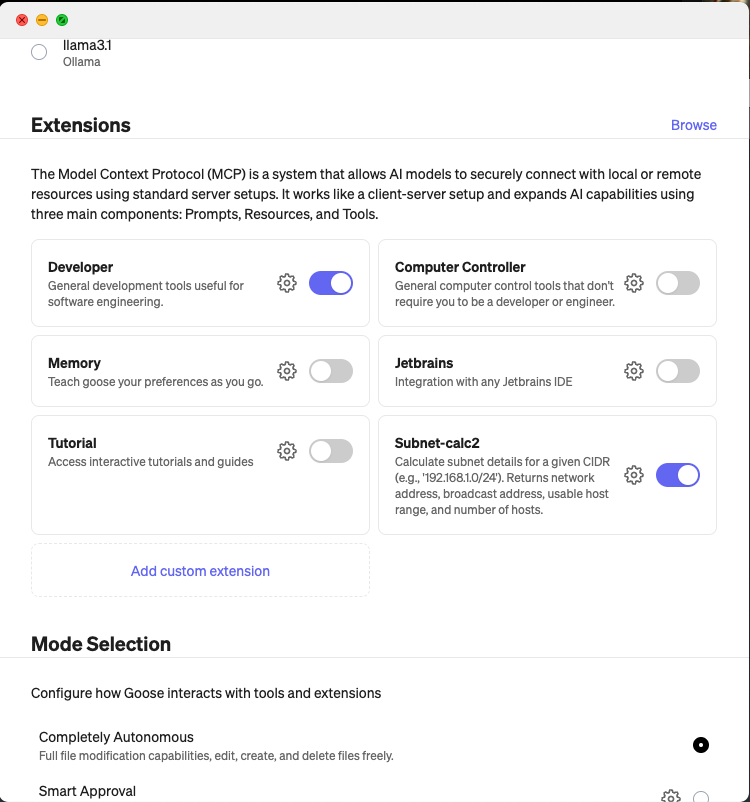 llama3.1
Ollama
Extensions
Browse
The Model Context Protocol (MCP) is a system that allows AI models to securely connect with local or remote
resources using standard server setups. It works like a client-server setup and expands AI capabilities using
three main components: Prompts, Resources, and Tools.
Developer
General development tools useful for
software engineering.
Computer Controller
General computer control tools that don't
require you to be a developer or engineer.
Memory
Teach goose your preferences as you go.
Jetbrains
Integration with any Jetbrains IDE
Tutorial
Access interactive tutorials and guides
Subnet-calc2
Calculate subnet details for a given CIDR
(e.g., '192.168.1.0/24'). Returns network
address, broadcast address, usable host
range, and number of hosts.
Add custom extension
Mode Selection
Configure how Goose interacts with tools and extensions
Completely Autonomous
Full file modification capabilities, edit, create, and delete files freely.
Smart Approval